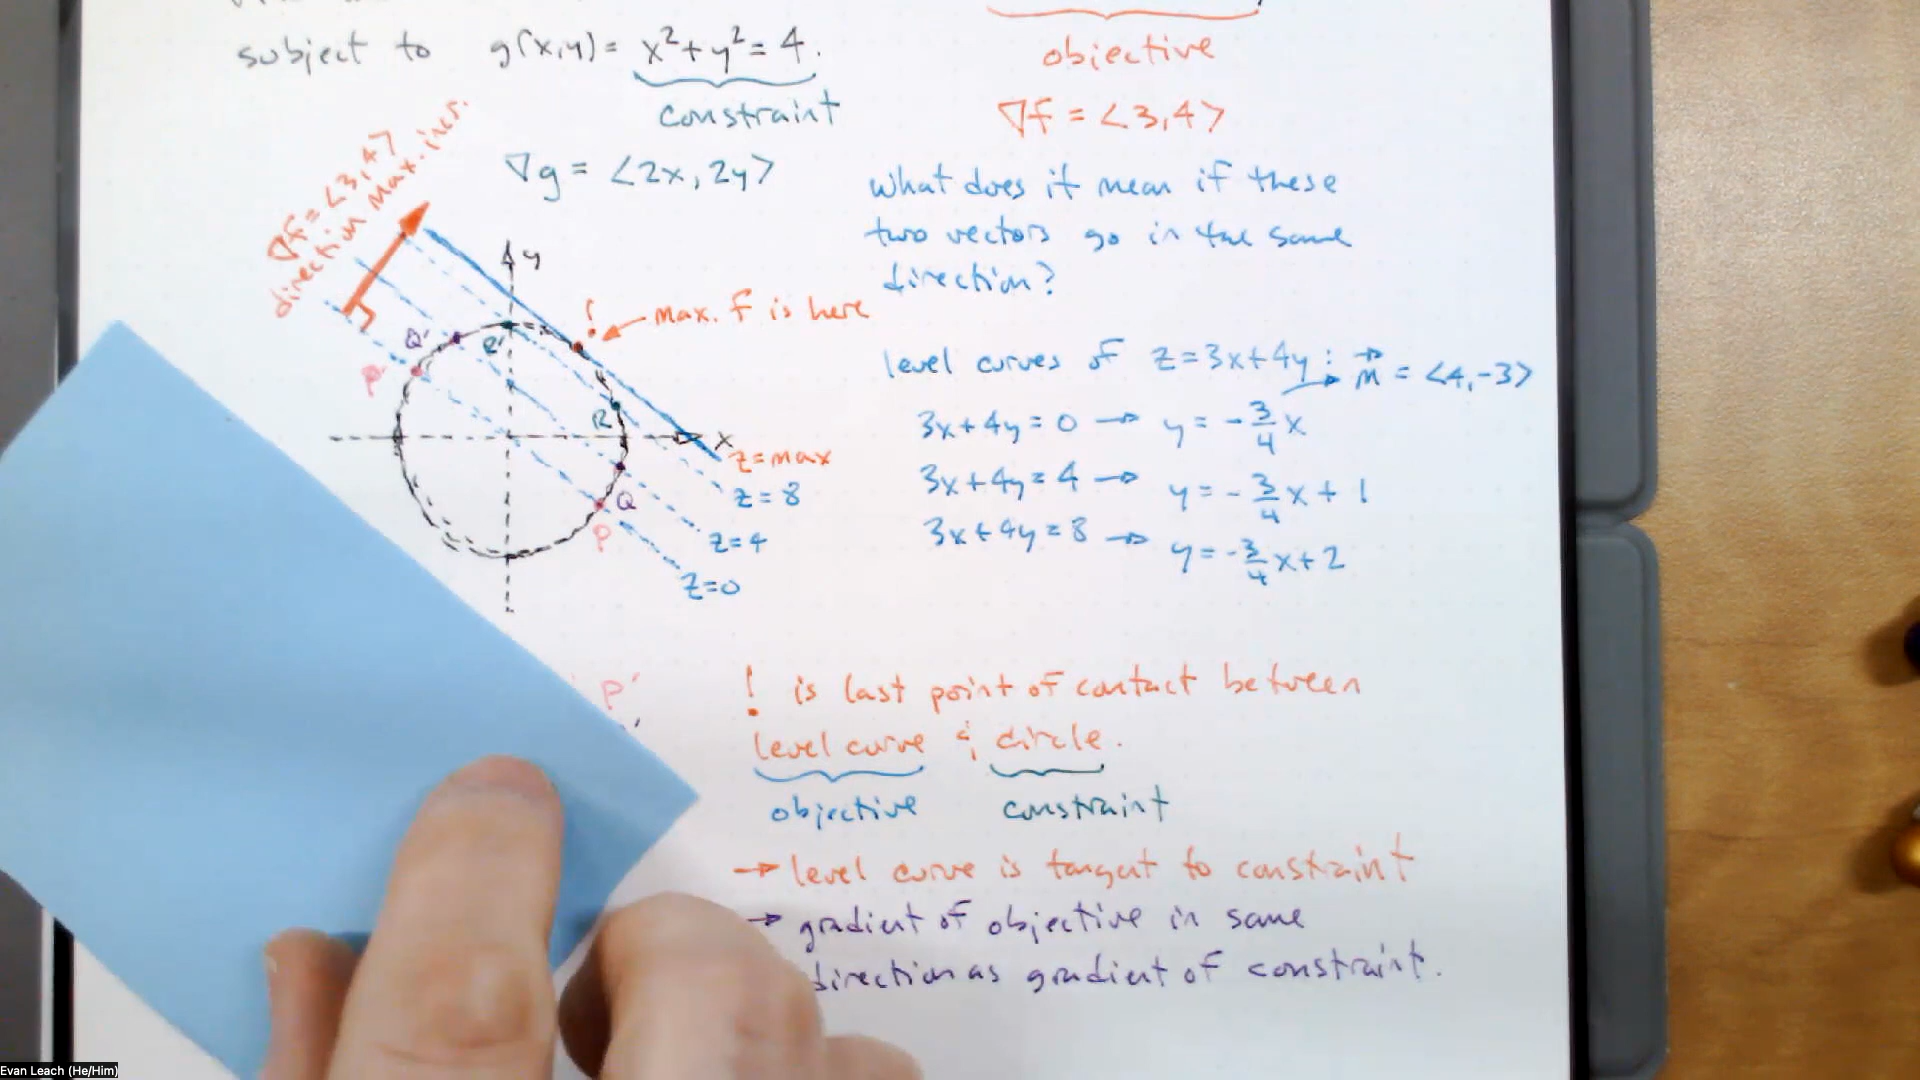 subject to g(x,y) = x² + y² = 4.
objective
constraint
∇f = <3,4>
∇g = <2x, 2y>
∇f = <3,4>
direction max. incr.
what does it mean if these
two vectors go in the same
direction?
y
!
max. f is here
Q'
R'
P'
R
x
Q
P
z=max
z=8
z=4
z=0
level curves of z=3x+4y : m = <4,-3>
3x+4y=0 → y = -3/4 x
3x+4y=4 → y = -3/4 x + 1
3x+4y=8 → y = -3/4 x + 2
P'
! is last point of contact between
level curve & circle.
objective constraint
→ level curve is tangent to constraint
→ gradient of objective in same
direction as gradient of constraint.
Evan Leach (He/Him)